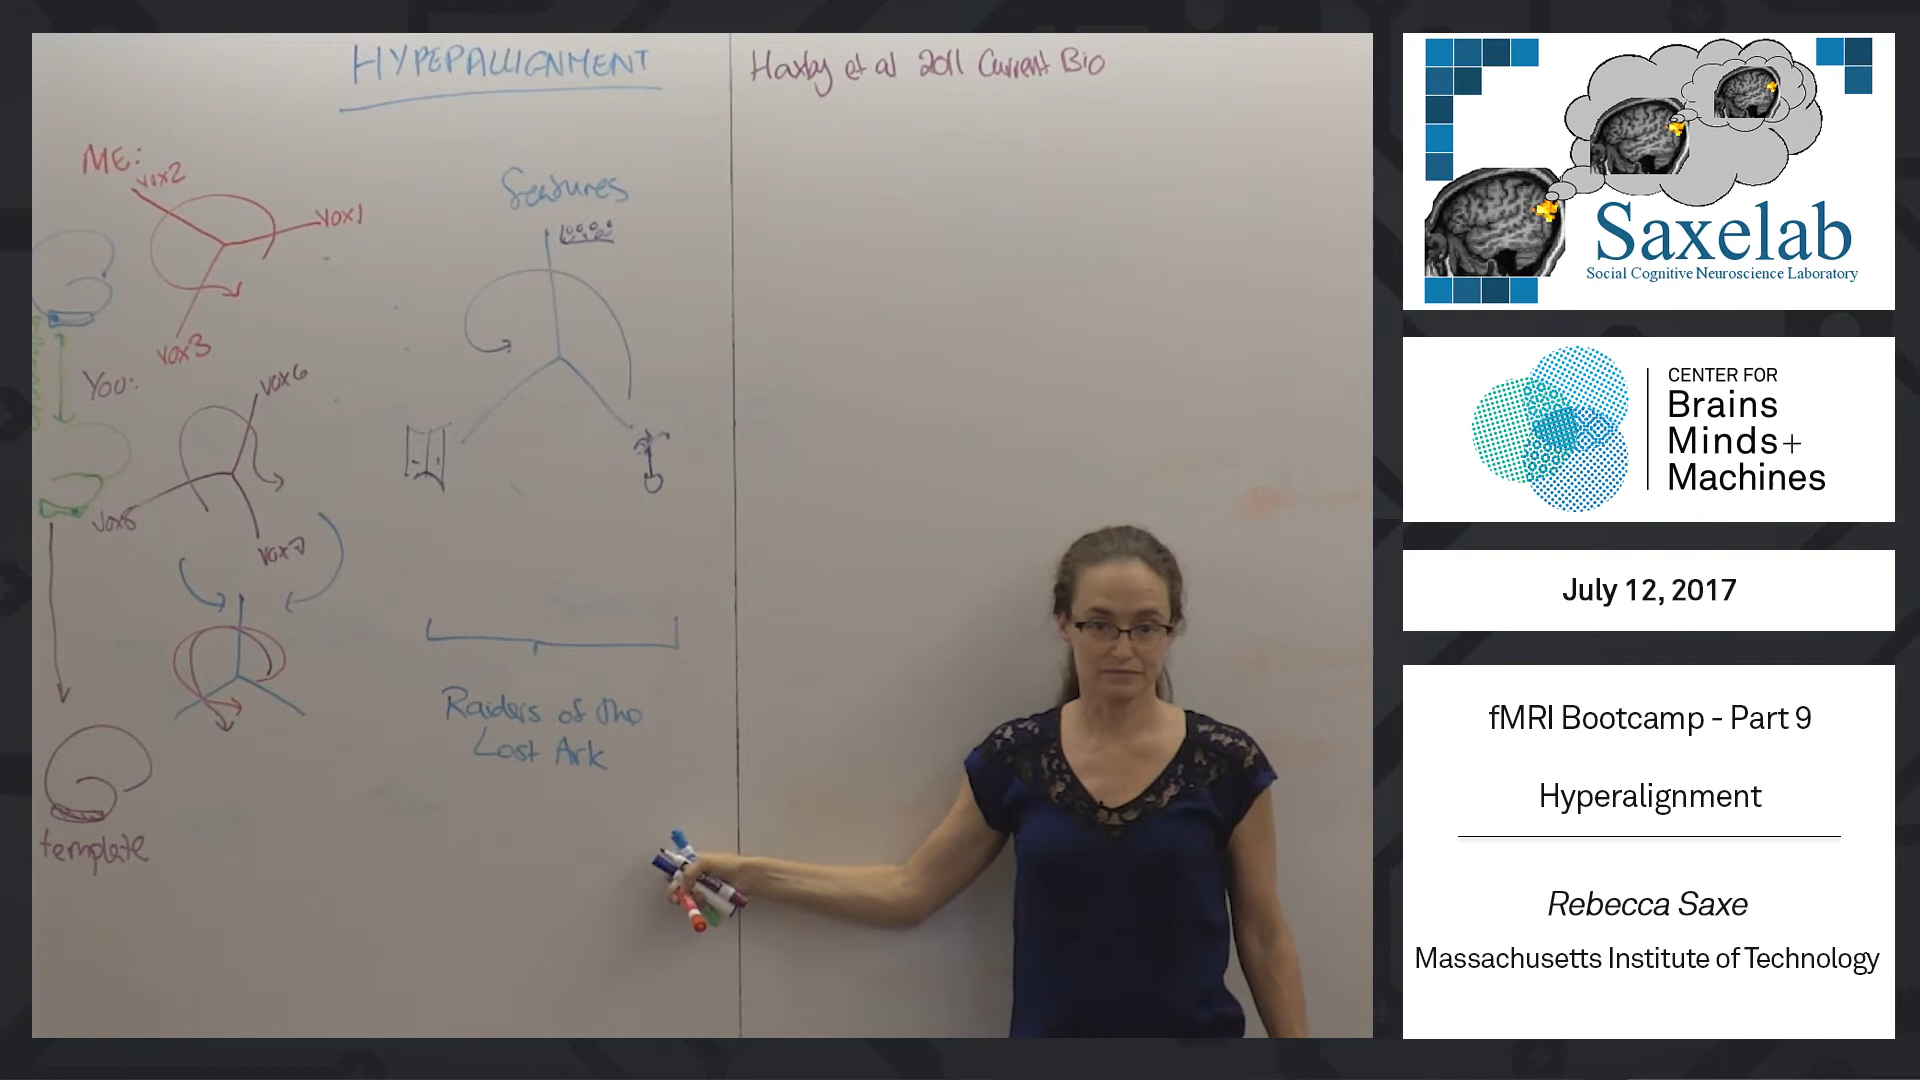 HYPERALLIGNMENT
Haxby et al 2011 Current Bio
ME:
vox2
vox1
vox3
Features
YOU:
vox6
vox5
vox7
Raiders of the
Lost Ark
template
Saxelab
Social Cognitive Neuroscience Laboratory
CENTER FOR
Brains
Minds+
Machines
July 12, 2017
fMRI Bootcamp - Part 9
Hyperalignment
Rebecca Saxe
Massachusetts Institute of Technology